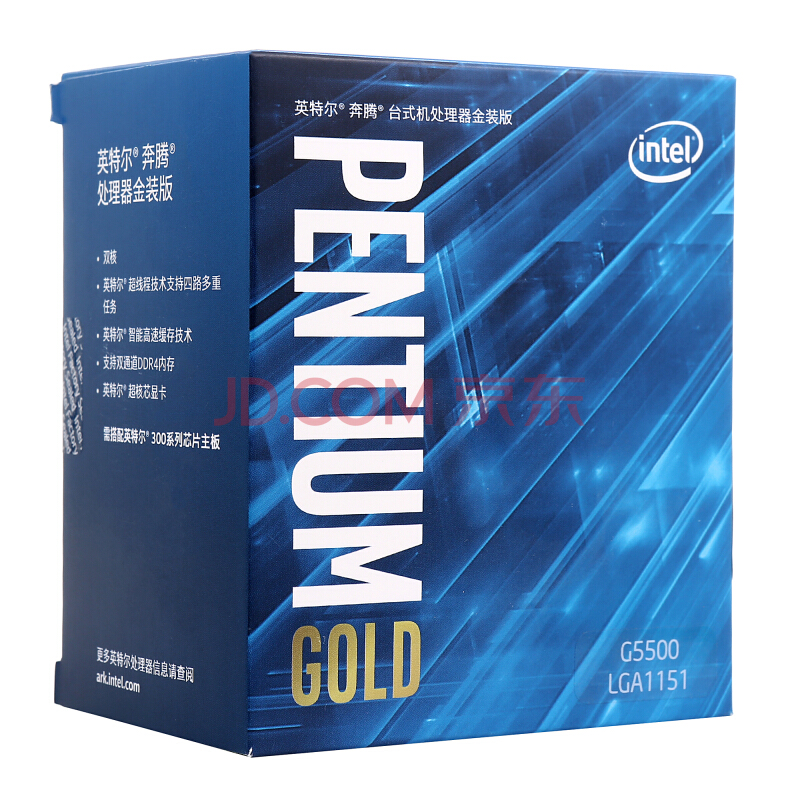 英特尔® 奔腾®
处理器金装版
• 双核
• 英特尔® 超线程技术支持四路多重
任务
• 英特尔® 智能高速缓存技术
• 支持双通道DDR4内存
• 英特尔® 超核芯显卡
需搭配英特尔® 300系列芯片主板
更多英特尔处理器信息请查阅
ark.intel.com
英特尔® 奔腾® 台式机处理器金装版
intel
PENTIUM
GOLD
G5500
LGA1151
JD.COM 京东